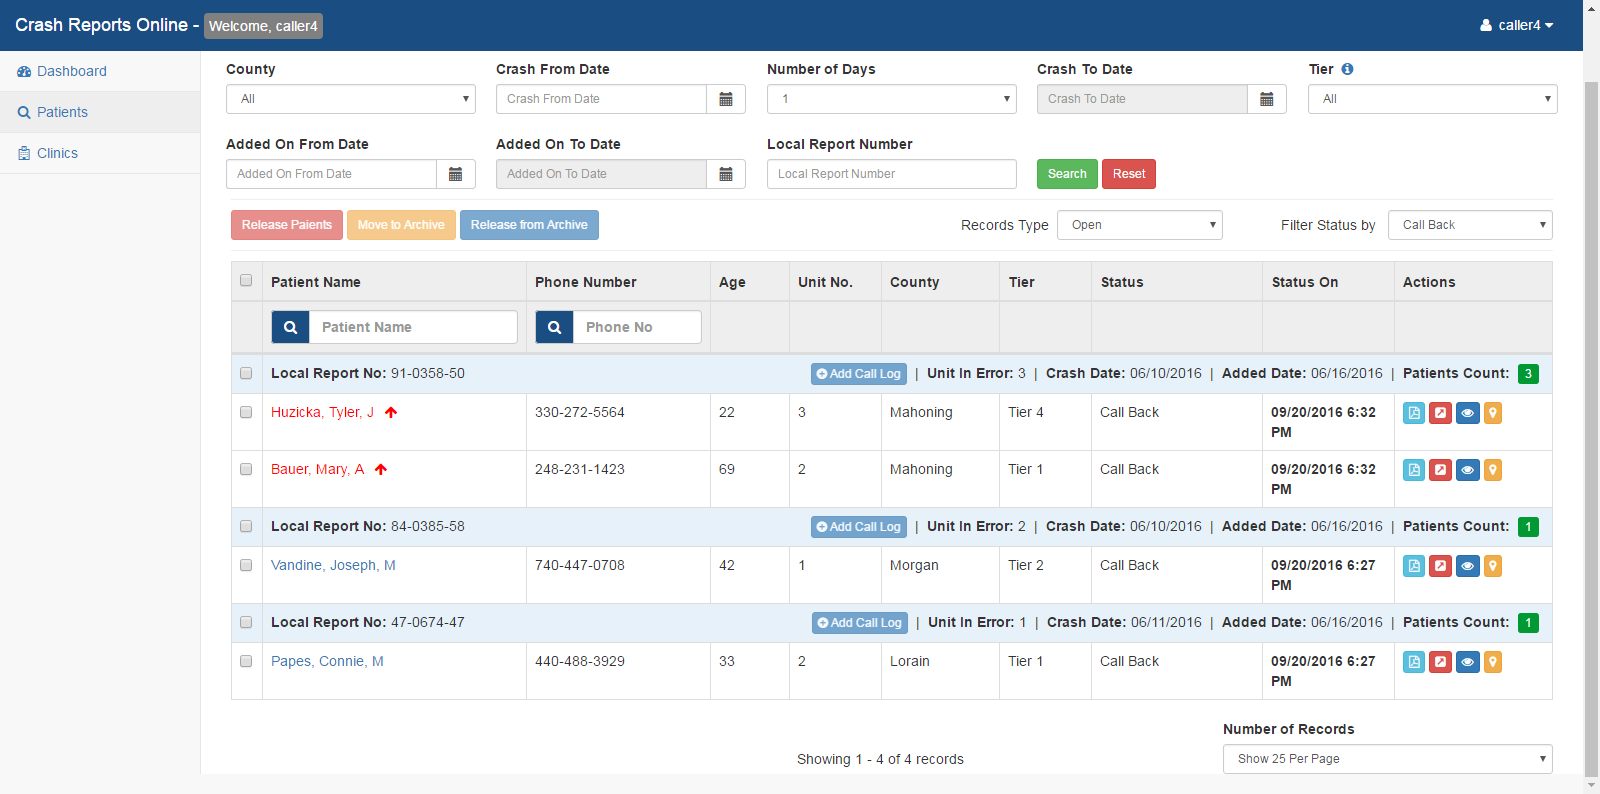 Crash Reports Online - Welcome, caller4
caller4
Dashboard
Patients
Clinics
County
Crash From Date
Number of Days
Crash To Date
Tier
All
Crash From Date
1
Crash To Date
All
Added On From Date
Added On To Date
Local Report Number
Added On From Date
Added On To Date
Local Report Number
Search
Reset
Release Paients
Move to Archive
Release from Archive
Records Type
Open
Filter Status by
Call Back
Patient Name
Phone Number
Age
Unit No.
County
Tier
Status
Status On
Actions
Patient Name
Phone No
Local Report No: 91-0358-50
Add Call Log | Unit In Error: 3 | Crash Date: 06/10/2016 | Added Date: 06/16/2016 | Patients Count: 3
Huzicka, Tyler, J
330-272-5564
22
3
Mahoning
Tier 4
Call Back
09/20/2016 6:32
PM
Bauer, Mary, A
248-231-1423
69
2
Mahoning
Tier 1
Call Back
09/20/2016 6:32
PM
Local Report No: 84-0385-58
Add Call Log | Unit In Error: 2 | Crash Date: 06/10/2016 | Added Date: 06/16/2016 | Patients Count: 1
Vandine, Joseph, M
740-447-0708
42
1
Morgan
Tier 2
Call Back
09/20/2016 6:27
PM
Local Report No: 47-0674-47
Add Call Log | Unit In Error: 1 | Crash Date: 06/11/2016 | Added Date: 06/16/2016 | Patients Count: 1
Papes, Connie, M
440-488-3929
33
2
Lorain
Tier 1
Call Back
09/20/2016 6:27
PM
Number of Records
Showing 1 - 4 of 4 records
Show 25 Per Page